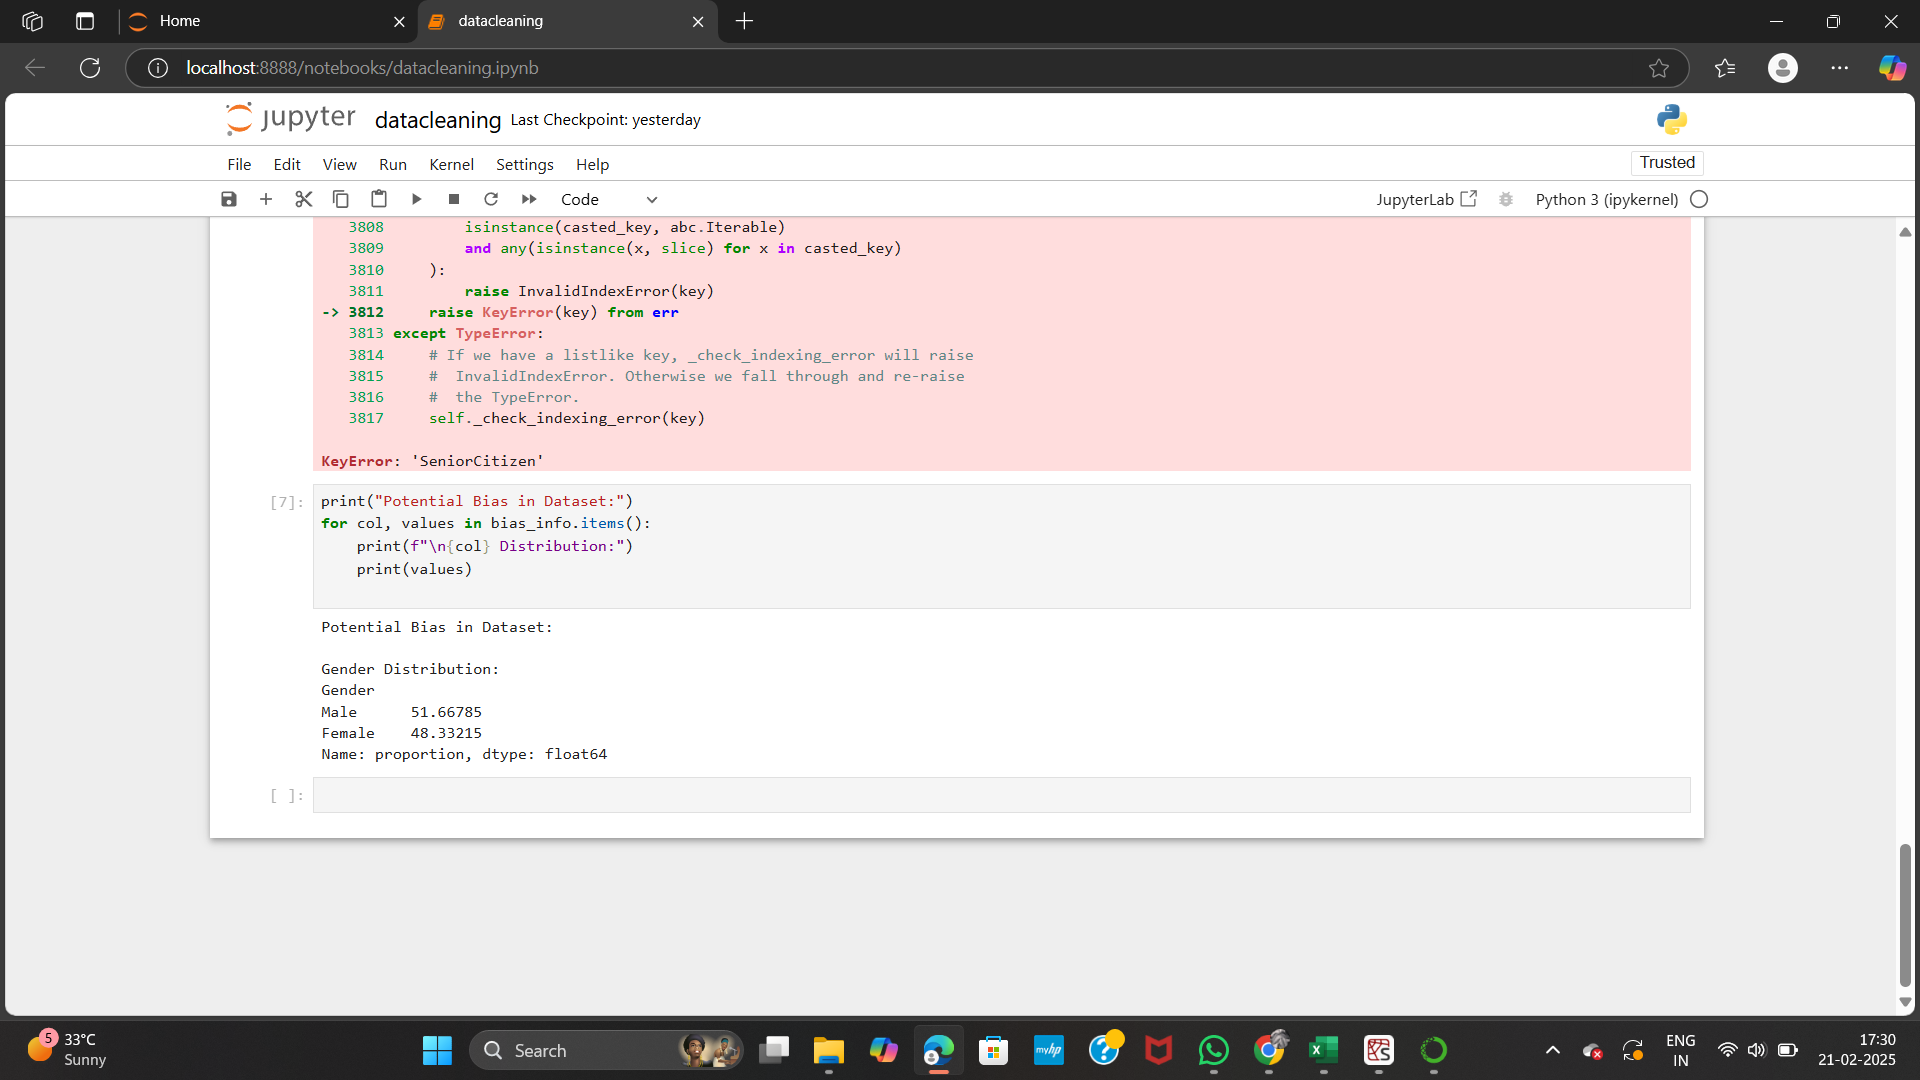 Home
datacleaning
localhost:8888/notebooks/datacleaning.ipynb
jupyter datacleaning Last Checkpoint: yesterday
File Edit View Run Kernel Settings Help
Trusted
Code
JupyterLab
Python 3 (ipykernel)
3808         isinstance(casted_key, abc.Iterable)
3809         and any(isinstance(x, slice) for x in casted_key)
3810     ):
3811         raise InvalidIndexError(key)
-> 3812     raise KeyError(key) from err
3813 except TypeError:
3814     # If we have a listlike key, _check_indexing_error will raise
3815     #  InvalidIndexError. Otherwise we fall through and re-raise
3816     #  the TypeError.
3817     self._check_indexing_error(key)
KeyError: 'SeniorCitizen'
[7]: print("Potential Bias in Dataset:")
for col, values in bias_info.items():
    print(f"\n{col} Distribution:")
    print(values)
Potential Bias in Dataset:
Gender Distribution:
Gender
Male      51.66785
Female    48.33215
Name: proportion, dtype: float64
[ ]:
5
33°C
Sunny
Search
myhp
ENG
IN
17:30
21-02-2025